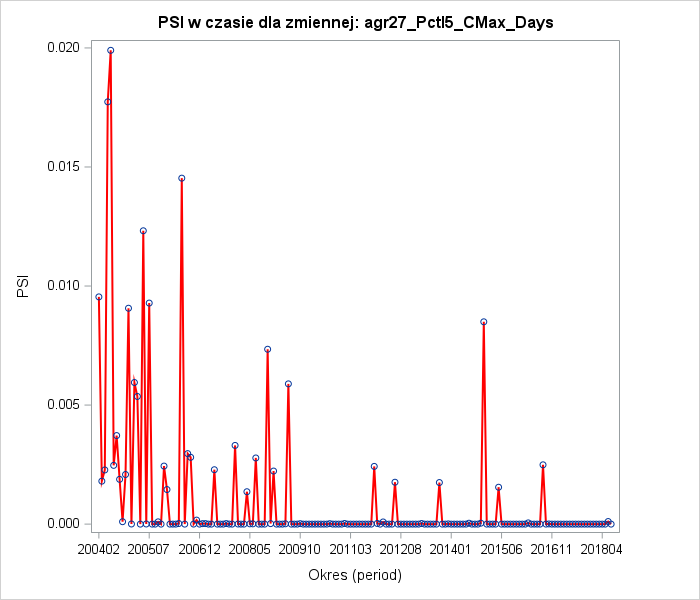 PSI w czasie dla zmiennej: agr27_Pctl5_CMax_Days
0.020
0.015
0.010
0.005
0.000
PSI
200402 200507 200612 200805 200910 201103 201208 201401 201506 201611 201804
Okres (period)